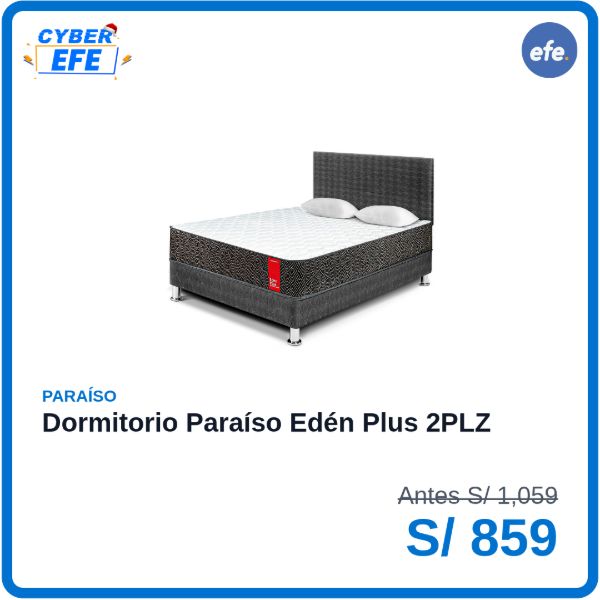 CYBER
EFE
efe.
PARAÍSO
Dormitorio Paraíso Edén Plus 2PLZ
Antes S/ 1,059
S/ 859